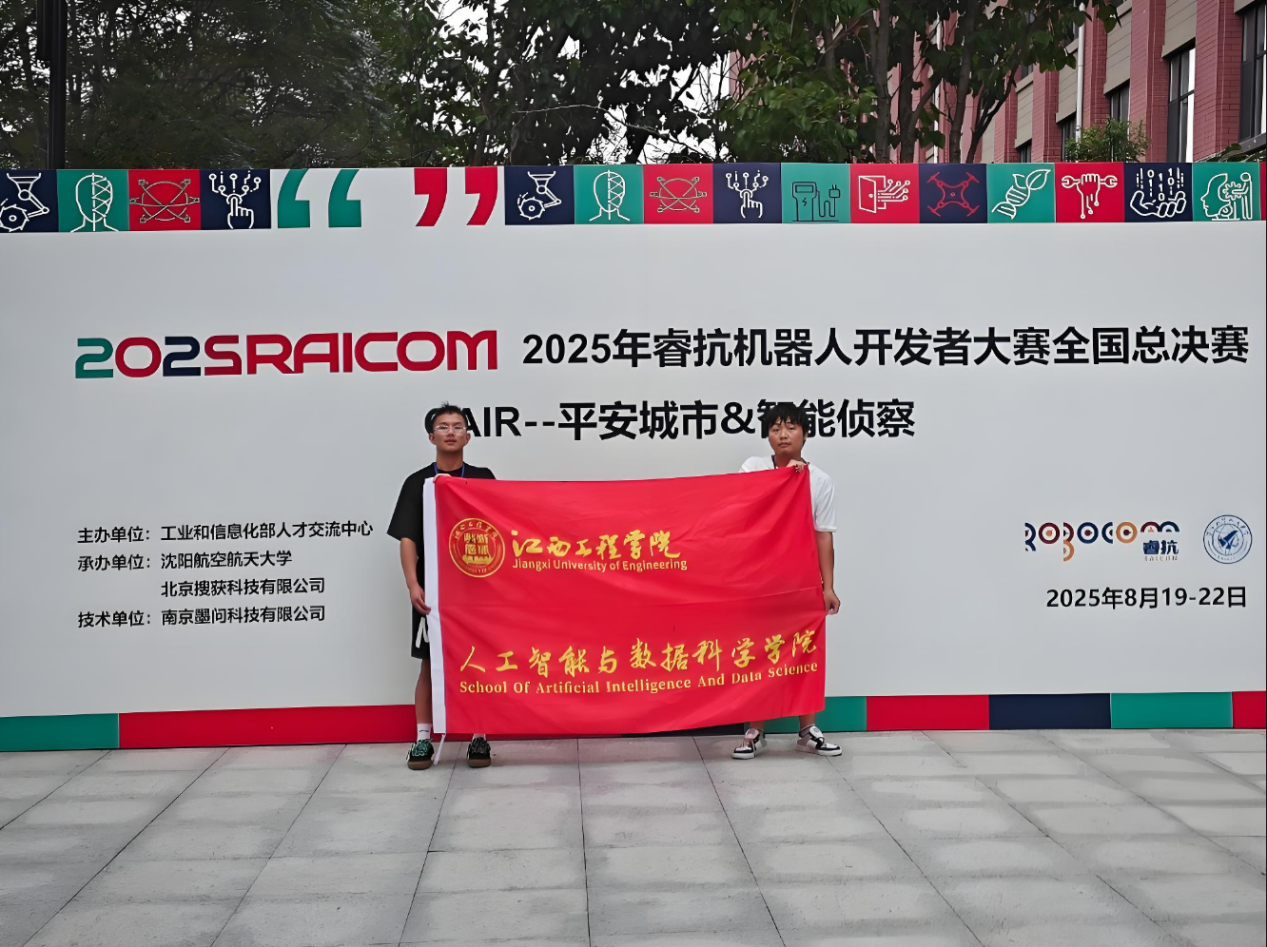 2025RAICOM 2025年睿抗机器人开发者大赛全国总决赛
CAIR--平安城市&智能侦察
主办单位：工业和信息化部人才交流中心
承办单位：沈阳航空航天大学
北京搜获科技有限公司
技术单位：南京墨问科技有限公司
江西工程学院
Jiangxi University of Engineering
人工智能与数据科学学院
School Of Artificial Intelligence And Data Science
ROBOCOM
睿抗
RAICOM
2025年8月19-22日